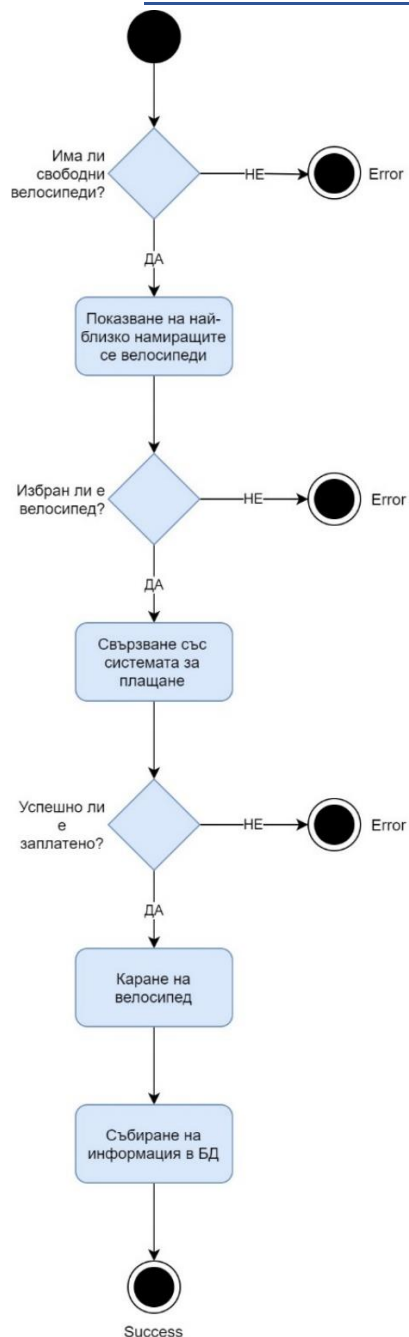 Има ли
свободни
велосипеди?
НЕ
Error
ДА
Показване на най-
близко намиращите
се велосипеди
Избран ли е
велосипед?
НЕ
Error
ДА
Свързване със
системата за
плащане
Успешно ли
е
заплатено?
НЕ
Error
ДА
Каране на
велосипед
Събиране на
информация в БД
Success